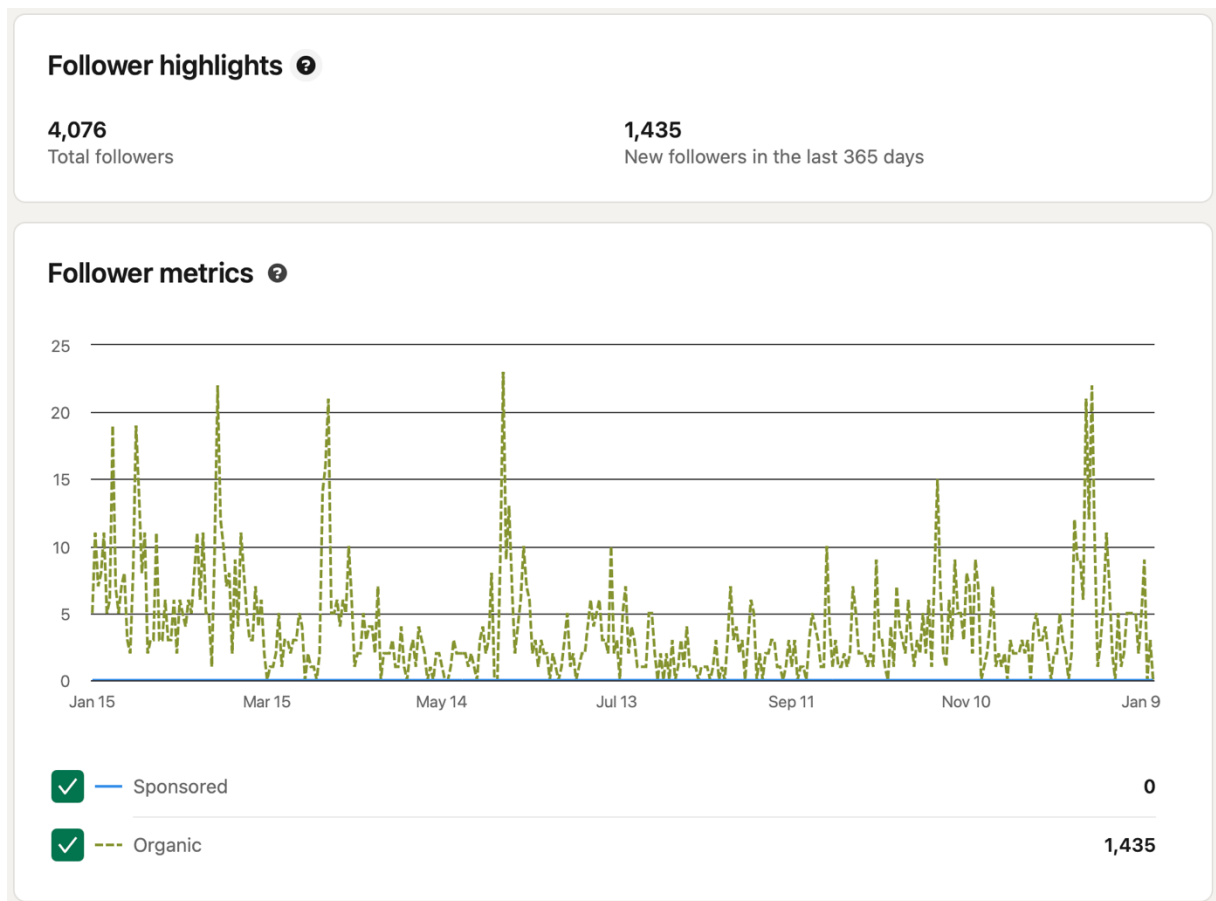 Follower highlights ?
4,076 1,435
Total followers New followers in the last 365 days
Follower metrics ?
25
20
15
10
5
0
Jan 15 Mar 15 May 14 Jul 13 Sep 11 Nov 10 Jan 9
Sponsored 0
Organic 1,435